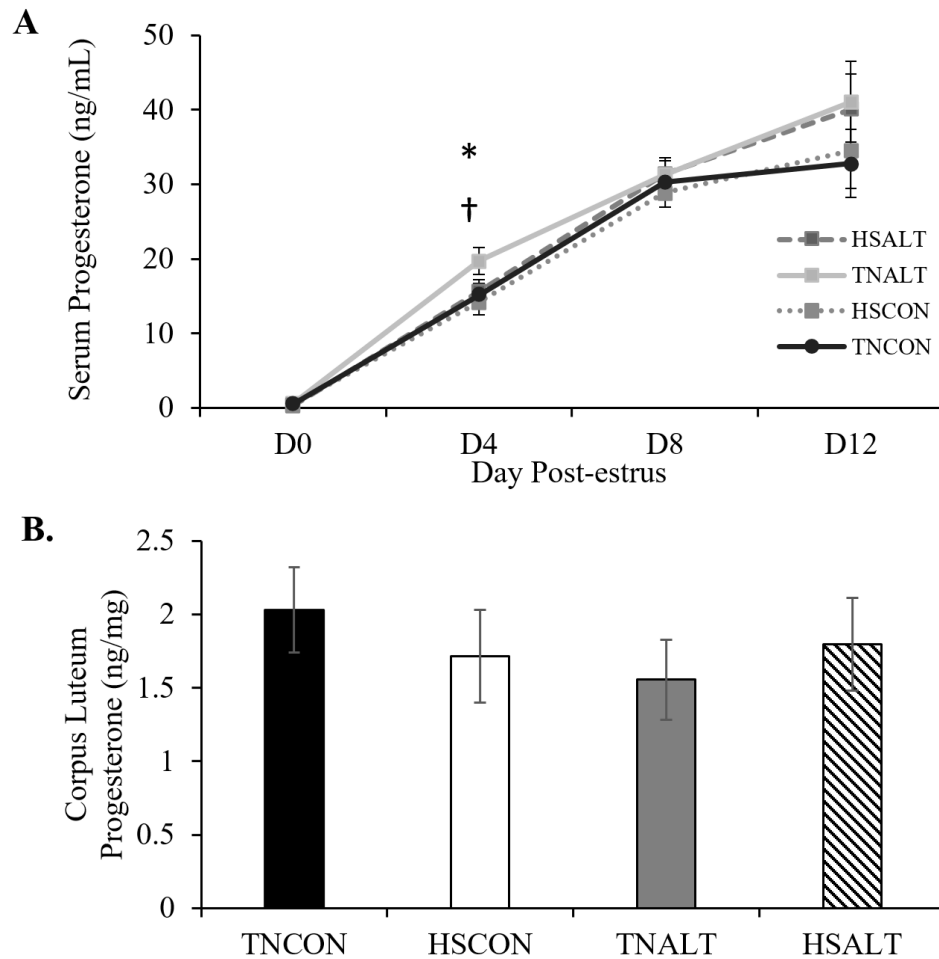 A
Serum Progesterone (ng/mL)
50
40
30
20
10
0
*
†
HSALT
TNALT
HSCON
TNCON
D0 D4 D8 D12
Day Post-estrus
B.
Corpus Luteum
Progesterone (ng/mg)
2.5
2
1.5
1
0.5
0
TNCON HSCON TNALT HSALT